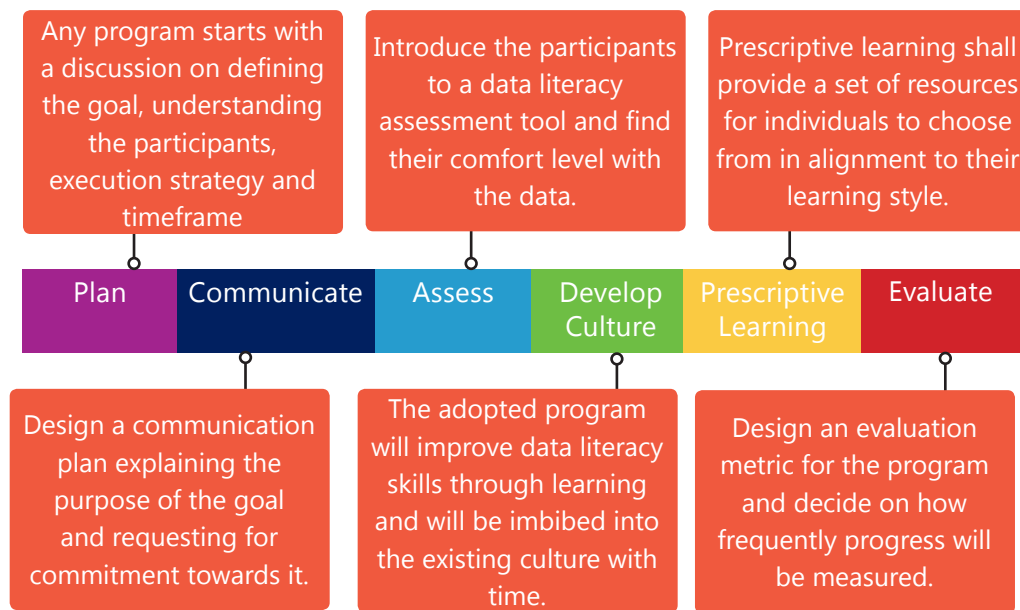 Any program starts with
a discussion on defining
the goal, understanding
the participants,
execution strategy and
timeframe
Introduce the participants
to a data literacy
assessment tool and find
their comfort level with
the data.
Prescriptive learning shall
provide a set of resources
for individuals to choose
from in alignment to their
learning style.
Plan
Communicate
Assess
Develop
Culture
Prescriptive
Learning
Evaluate
Design a communication
plan explaining the
purpose of the goal
and requesting for
commitment towards it.
The adopted program
will improve data literacy
skills through learning
and will be imbibed into
the existing culture with
time.
Design an evaluation
metric for the program
and decide on how
frequently progress will
be measured.